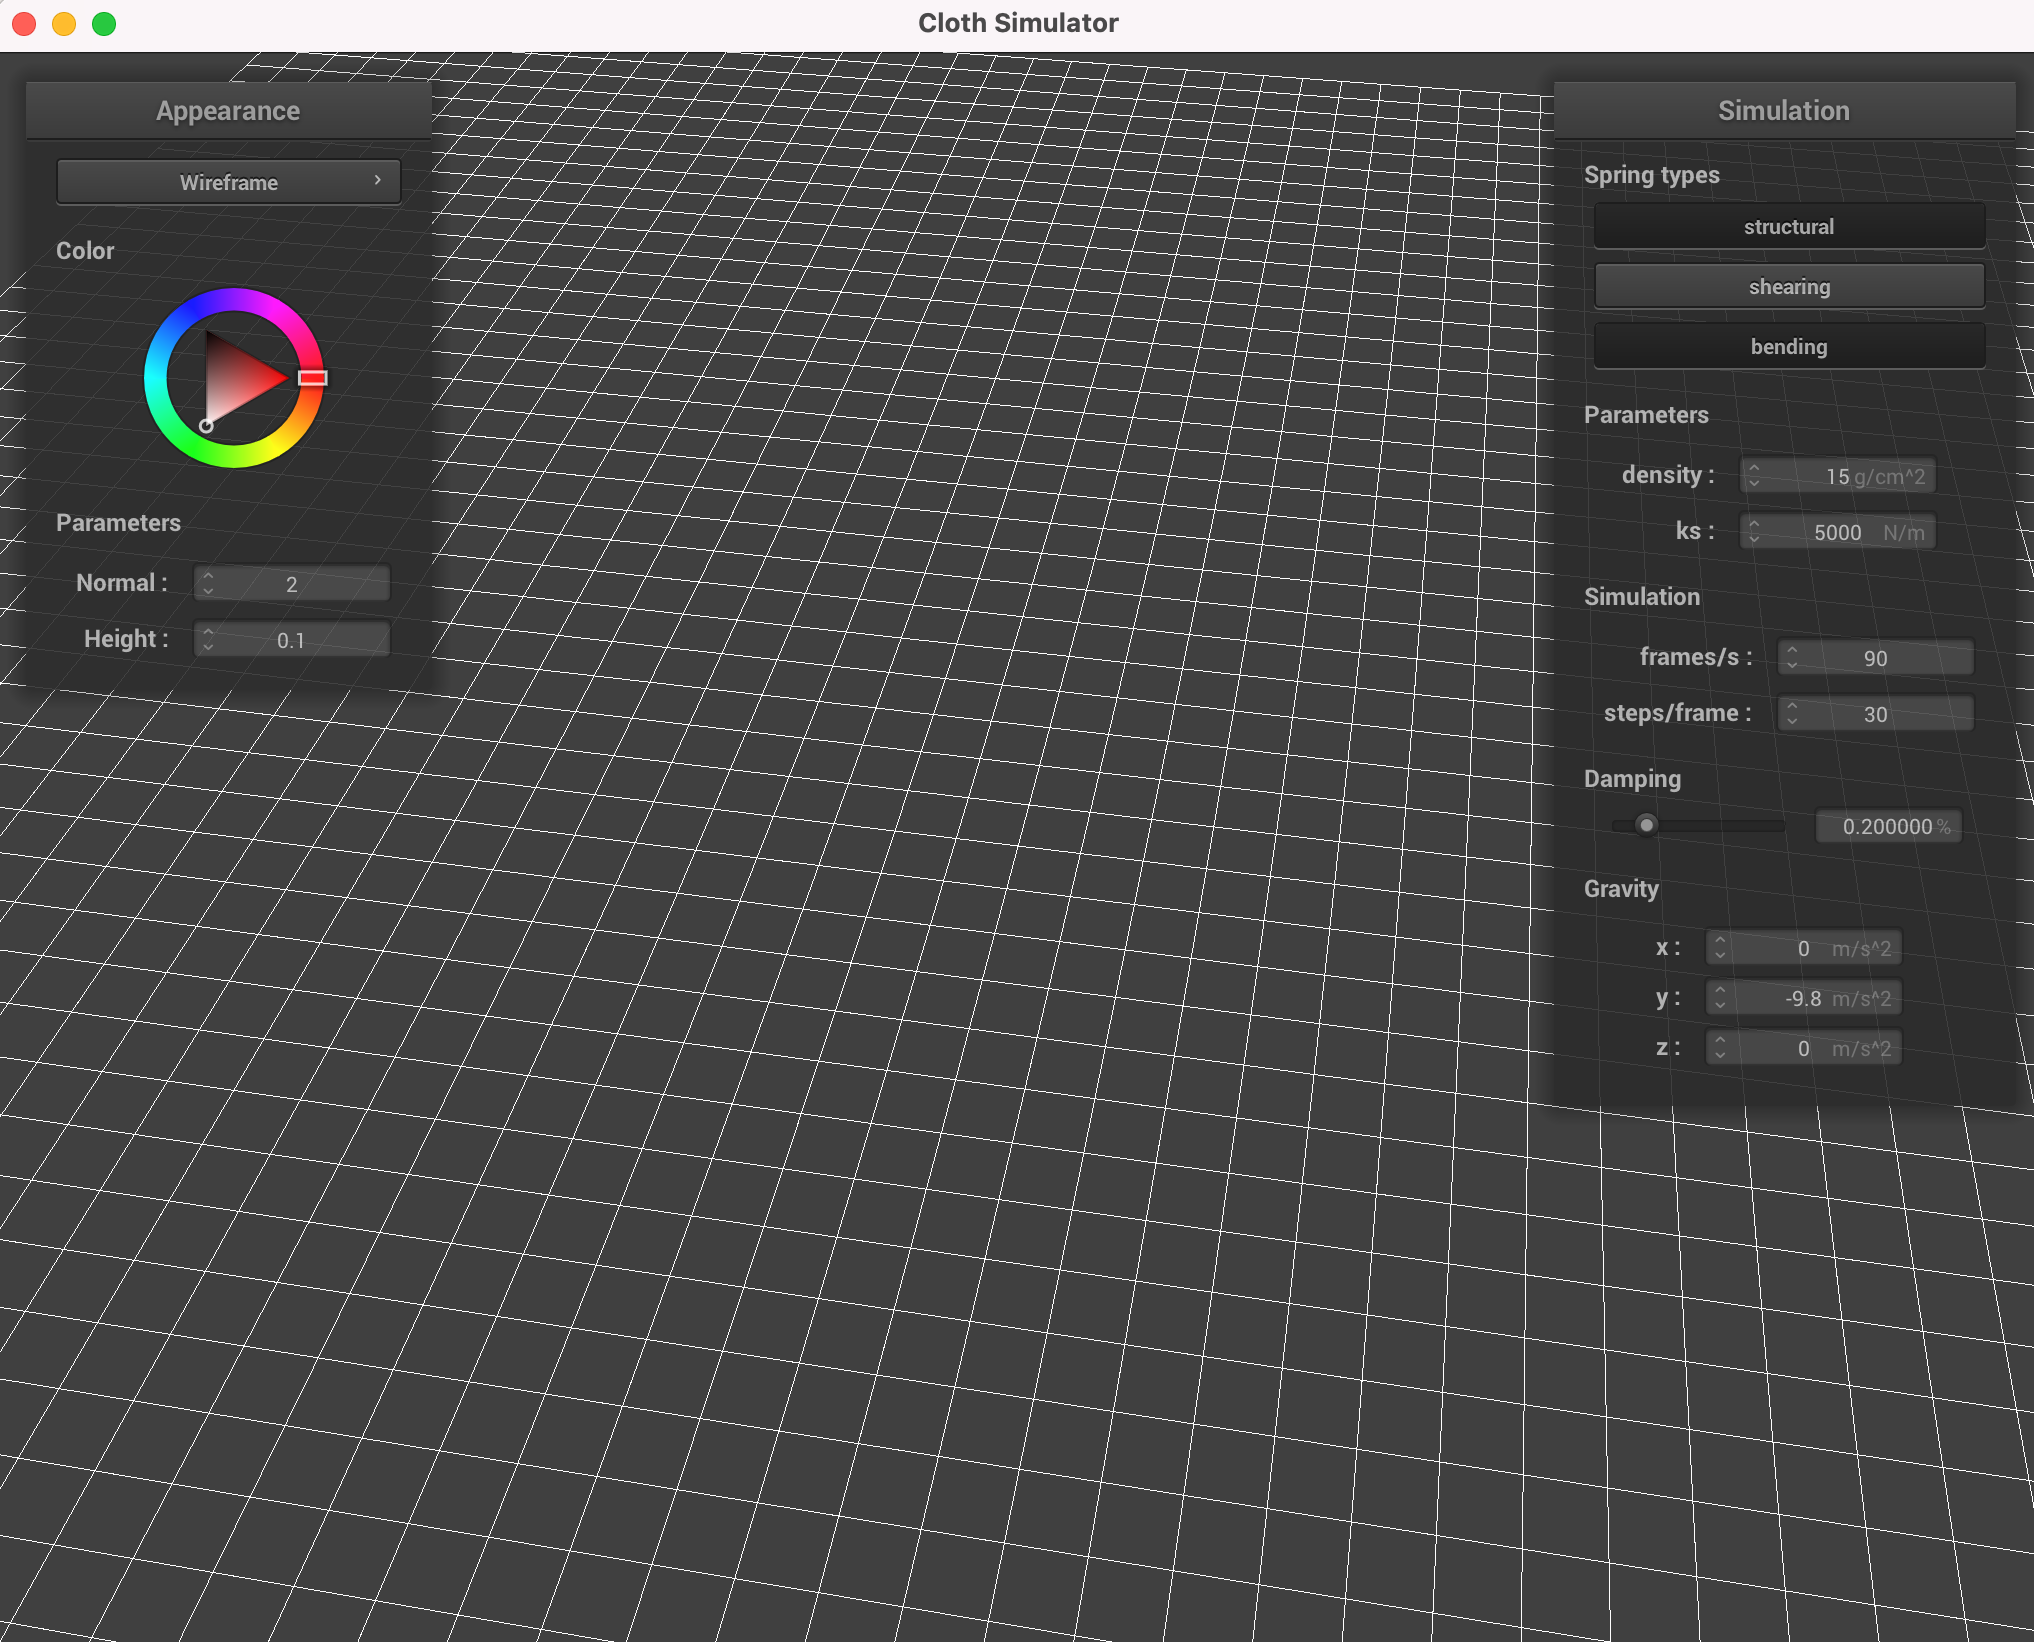 Cloth Simulator
Appearance
Wireframe
Color
Parameters
Normal : 2
Height : 0.1
Simulation
Spring types
structural
shearing
bending
Parameters
density : 15 g/cm^2
ks : 5000 N/m
Simulation
frames/s : 90
steps/frame : 30
Damping
0.200000 %
Gravity
x : 0 m/s^2
y : -9.8 m/s^2
z : 0 m/s^2